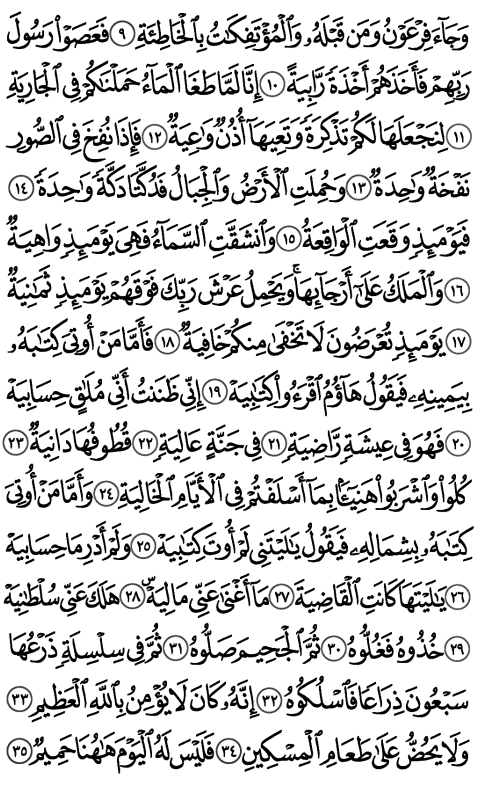 وَجَآءَ فِرْعَوْنُ وَمَن قَبْلَهُۥ وَٱلْمُؤْتَفِكَٰتُ بِٱلْخَاطِئَةِ ٩ فَعَصَوْا۟ رَسُولَ
رَبِّهِمْ فَأَخَذَهُمْ أَخْذَةً رَّابِيَةً ١٠ إِنَّا لَمَّا طَغَا ٱلْمَآءُ حَمَلْنَٰكُمْ فِى ٱلْجَارِيَةِ
١١ لِنَجْعَلَهَا لَكُمْ تَذْكِرَةً وَتَعِيَهَآ أُذُنٌ وَٰعِيَةٌ ١٢ فَإِذَا نُفِخَ فِى ٱلصُّورِ
نَفْخَةٌ وَٰحِدَةٌ ١٣ وَحُمِلَتِ ٱلْأَرْضُ وَٱلْجِبَالُ فَدُكَّتَا دَكَّةً وَٰحِدَةً ١٤
فَيَوْمَئِذٍ وَقَعَتِ ٱلْوَاقِعَةُ ١٥ وَٱنشَقَّتِ ٱلسَّمَآءُ فَهِىَ يَوْمَئِذٍ وَاهِيَةٌ
١٦ وَٱلْمَلَكُ عَلَىٰٓ أَرْجَآئِهَا ۚ وَيَحْمِلُ عَرْشَ رَبِّكَ فَوْقَهُمْ يَوْمَئِذٍ ثَمَٰنِيَةٌ
١٧ يَوْمَئِذٍ تُعْرَضُونَ لَا تَخْفَىٰ مِنكُمْ خَافِيَةٌ ١٨ فَأَمَّا مَنْ أُوتِىَ كِتَٰبَهُۥ
بِيَمِينِهِۦ فَيَقُولُ هَآؤُمُ ٱقْرَءُوا۟ كِتَٰبِيَهْ ١٩ إِنِّى ظَنَنتُ أَنِّى مُلَٰقٍ حِسَابِيَهْ
٢٠ فَهُوَ فِى عِيشَةٍ رَّاضِيَةٍ ٢١ فِى جَنَّةٍ عَالِيَةٍ ٢٢ قُطُوفُهَا دَانِيَةٌ ٢٣
كُلُوا۟ وَٱشْرَبُوا۟ هَنِيٓـًٔۢا بِمَآ أَسْلَفْتُمْ فِى ٱلْأَيَّامِ ٱلْخَالِيَةِ ٢٤ وَأَمَّا مَنْ أُوتِىَ
كِتَٰبَهُۥ بِشِمَالِهِۦ فَيَقُولُ يَٰلَيْتَنِى لَمْ أُوتَ كِتَٰبِيَهْ ٢٥ وَلَمْ أَدْرِ مَا حِسَابِيَهْ
٢٦ يَٰلَيْتَهَا كَانَتِ ٱلْقَاضِيَةَ ٢٧ مَآ أَغْنَىٰ عَنِّى مَالِيَهْ ۜ ٢٨ هَلَكَ عَنِّى سُلْطَٰنِيَهْ
٢٩ خُذُوهُ فَغُلُّوهُ ٣٠ ثُمَّ ٱلْجَحِيمَ صَلُّوهُ ٣١ ثُمَّ فِى سِلْسِلَةٍ ذَرْعُهَا
سَبْعُونَ ذِرَاعًا فَٱسْلُكُوهُ ٣٢ إِنَّهُۥ كَانَ لَا يُؤْمِنُ بِٱللَّهِ ٱلْعَظِيمِ ٣٣
وَلَا يَحُضُّ عَلَىٰ طَعَامِ ٱلْمِسْكِينِ ٣٤ فَلَيْسَ لَهُ ٱلْيَوْمَ هَٰهُنَا حَمِيمٌ ٣٥